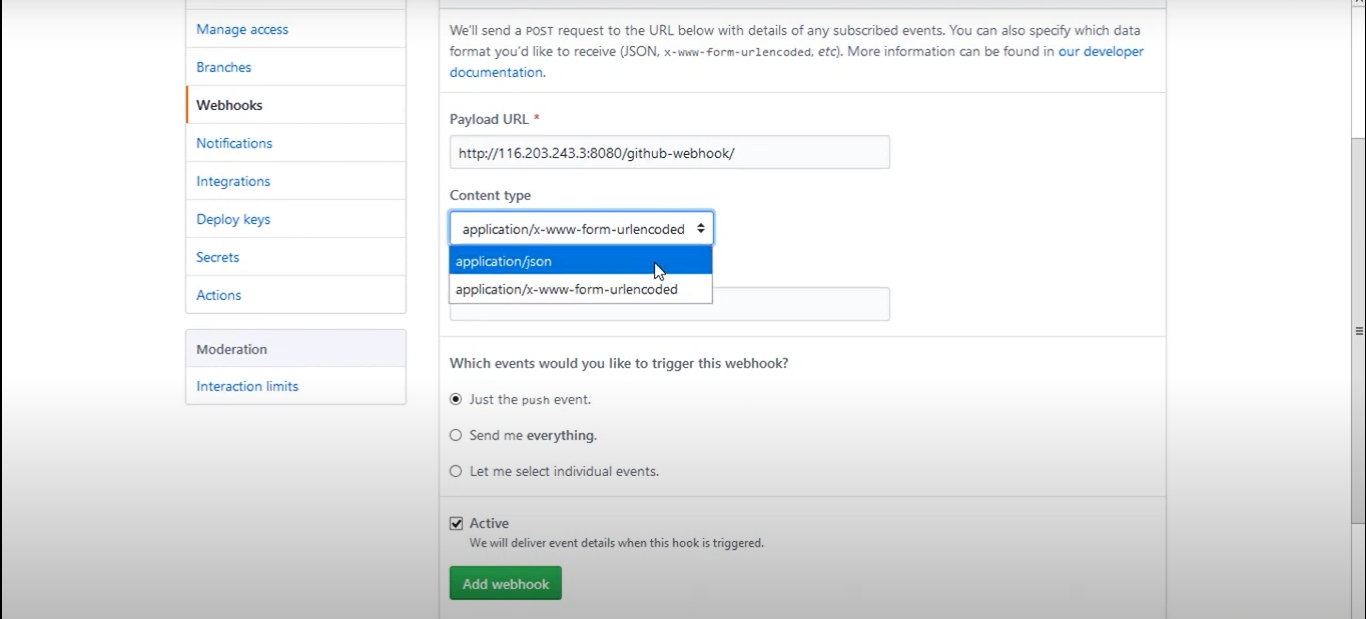 Manage access
Branches
Webhooks
Notifications
Integrations
Deploy keys
Secrets
Actions
Moderation
Interaction limits
We'll send a POST request to the URL below with details of any subscribed events. You can also specify which data
format you'd like to receive (JSON, x-www-form-urlencoded, etc). More information can be found in our developer
documentation.
Payload URL *
http://116.203.243.3:8080/github-webhook/
Content type
application/x-www-form-urlencoded
application/json
application/x-www-form-urlencoded
Which events would you like to trigger this webhook?
Just the push event.
Send me everything.
Let me select individual events.
Active
We will deliver event details when this hook is triggered.
Add webhook